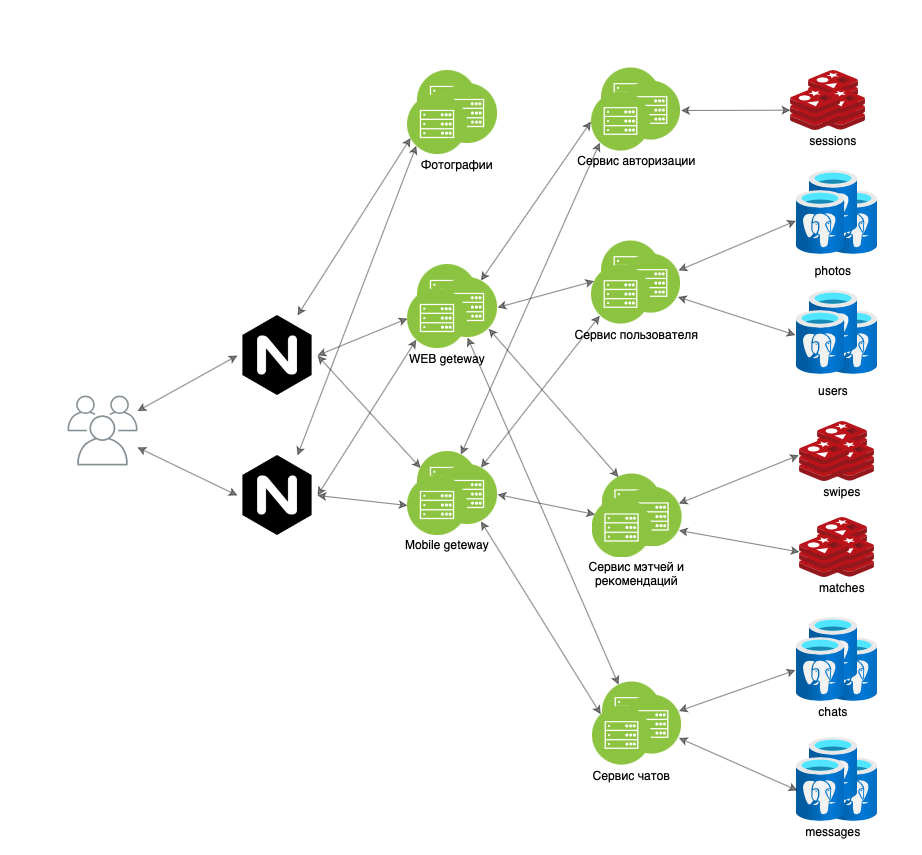 Фотографии
Сервис авторизации
sessions
photos
WEB geteway
Сервис пользователя
users
N
N
swipes
Mobile geteway
Сервис мэтчей и
рекомендаций
matches
chats
Сервис чатов
messages